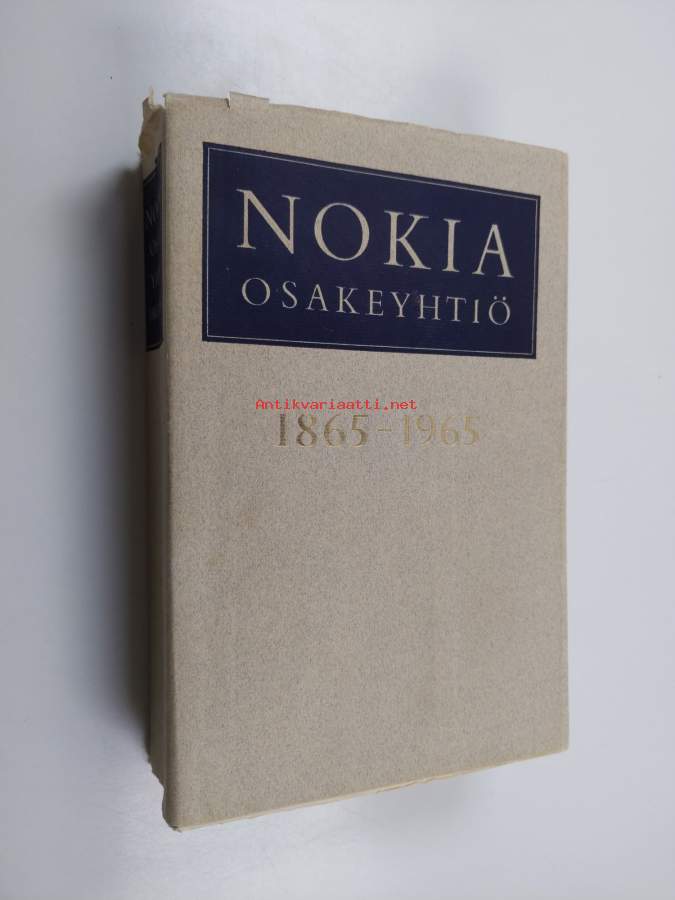 NOKIA
OSAKEYHTIÖ
Antikvariaatti.net
1865-1965